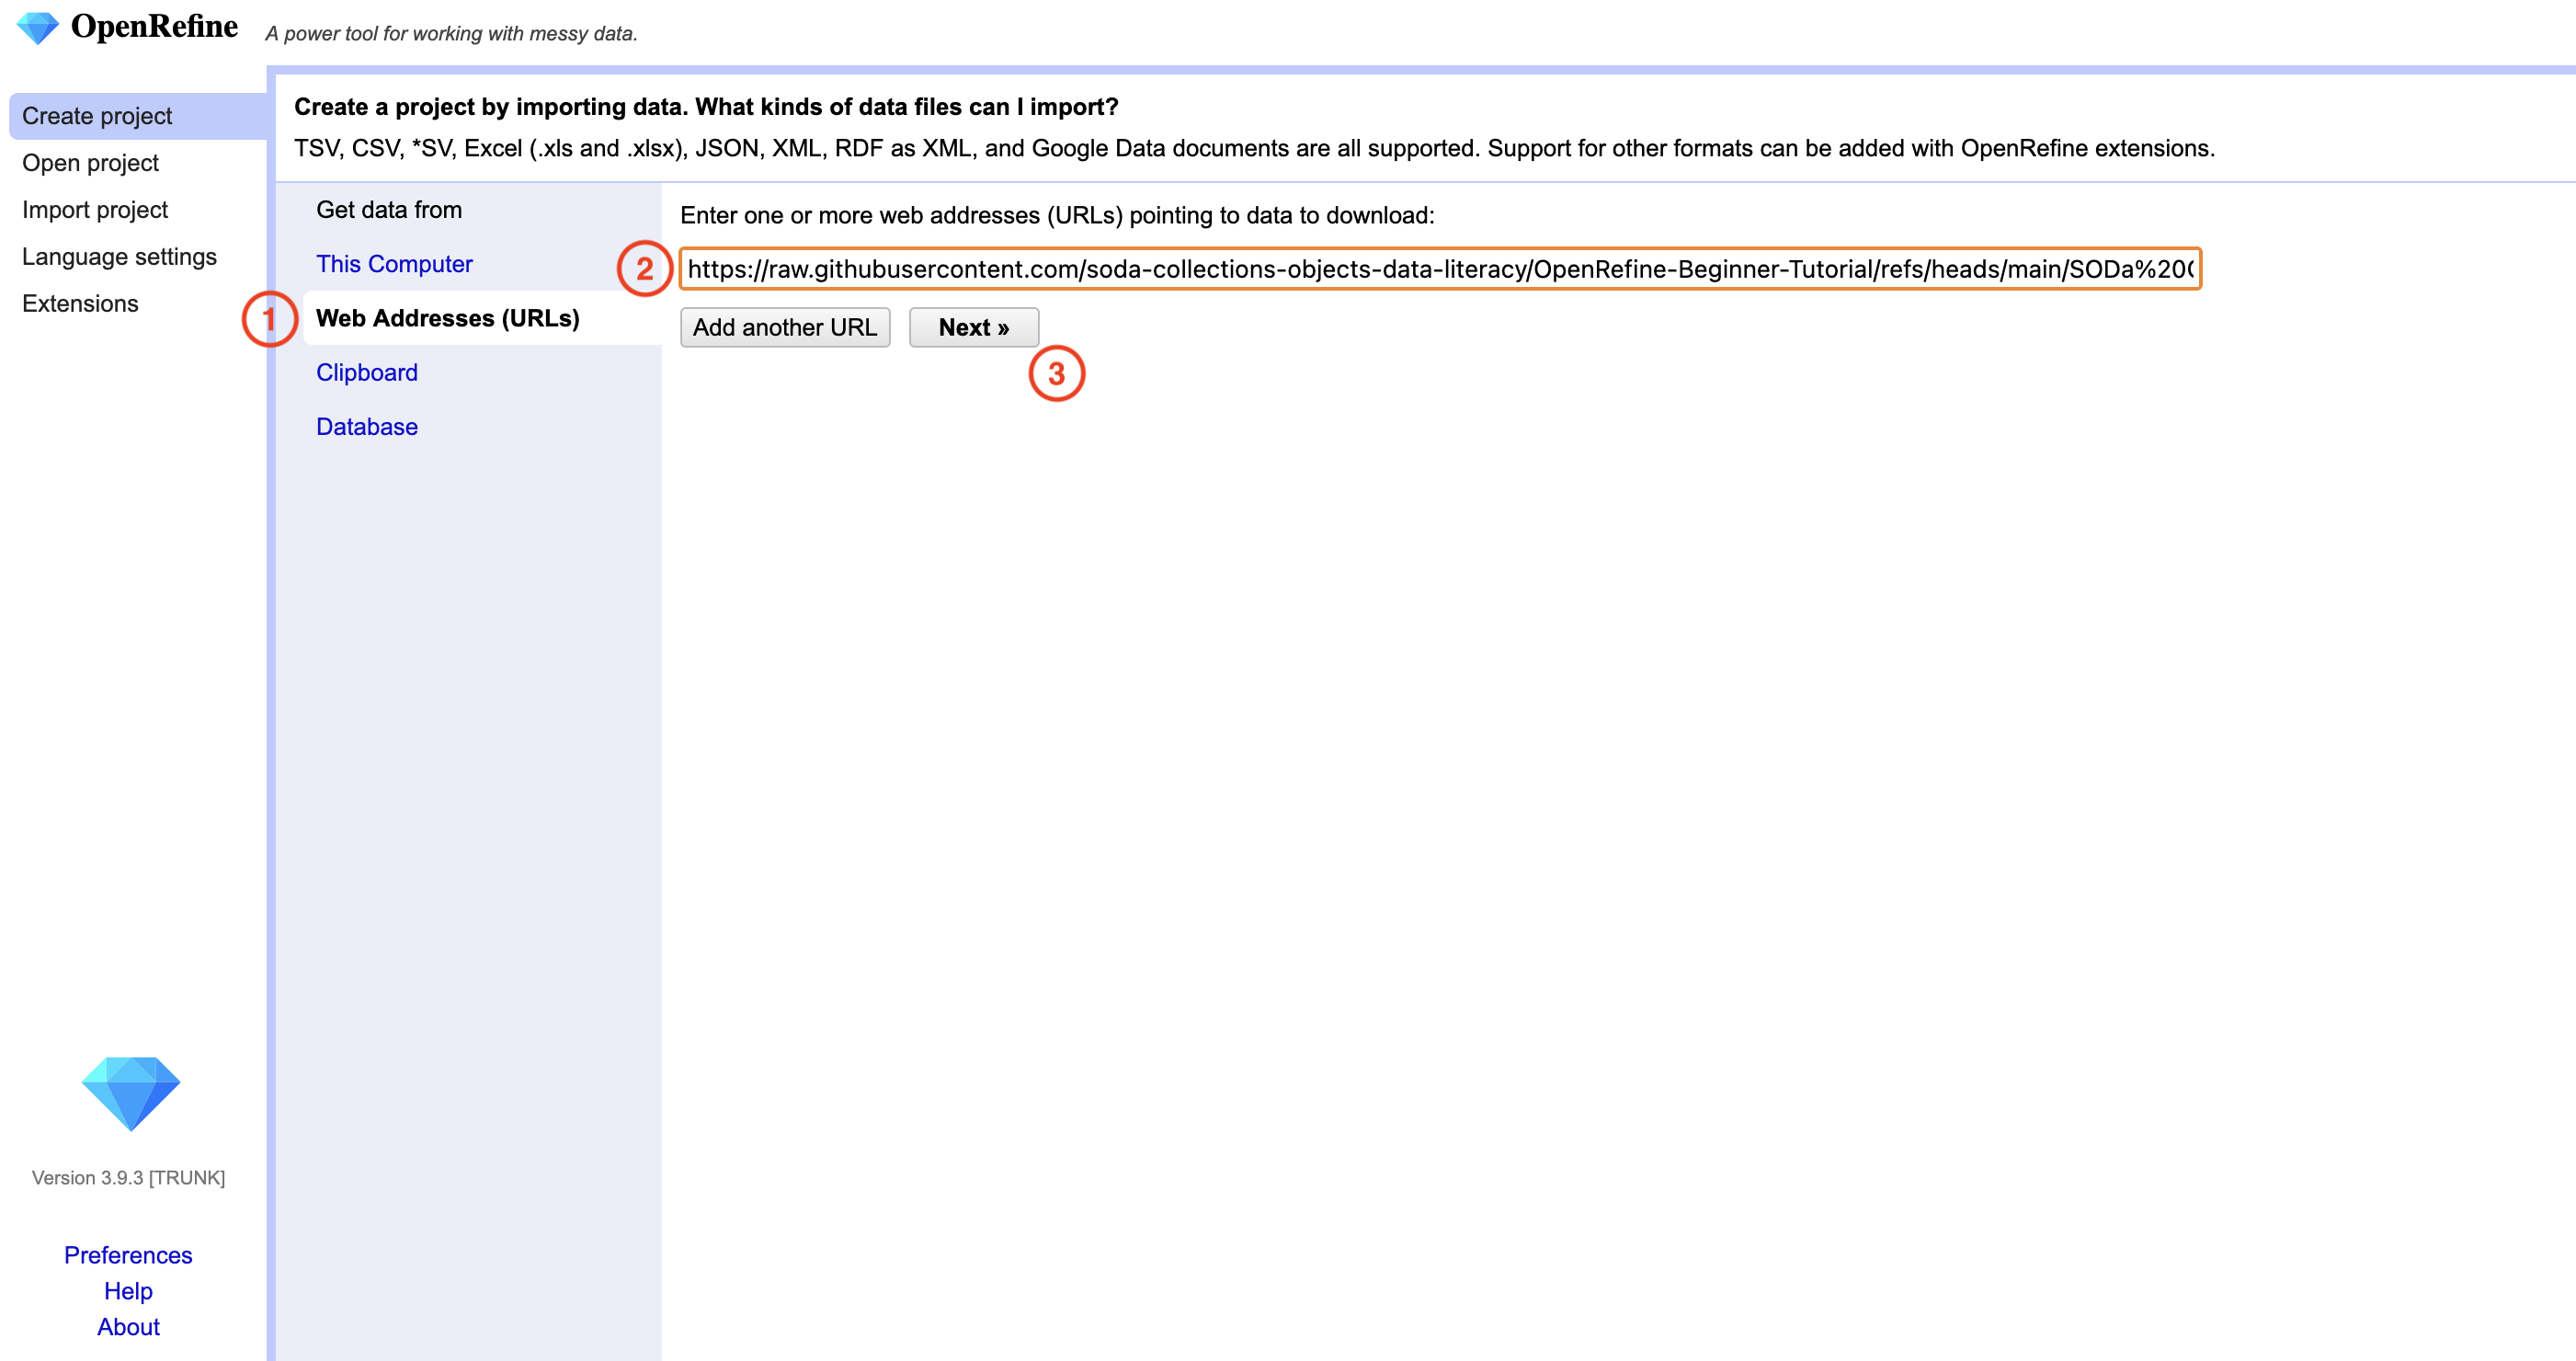 OpenRefine A power tool for working with messy data.
Create project
Open project
Import project
Language settings
Extensions
Create a project by importing data. What kinds of data files can I import?
TSV, CSV, *SV, Excel (.xls and .xlsx), JSON, XML, RDF as XML, and Google Data documents are all supported. Support for other formats can be added with OpenRefine extensions.
Get data from
This Computer
1 Web Addresses (URLs)
Clipboard
Database
Enter one or more web addresses (URLs) pointing to data to download:
2 https://raw.githubusercontent.com/soda-collections-objects-data-literacy/OpenRefine-Beginner-Tutorial/refs/heads/main/SODa%20
Add another URL Next »
3
Version 3.9.3 [TRUNK]
Preferences
Help
About